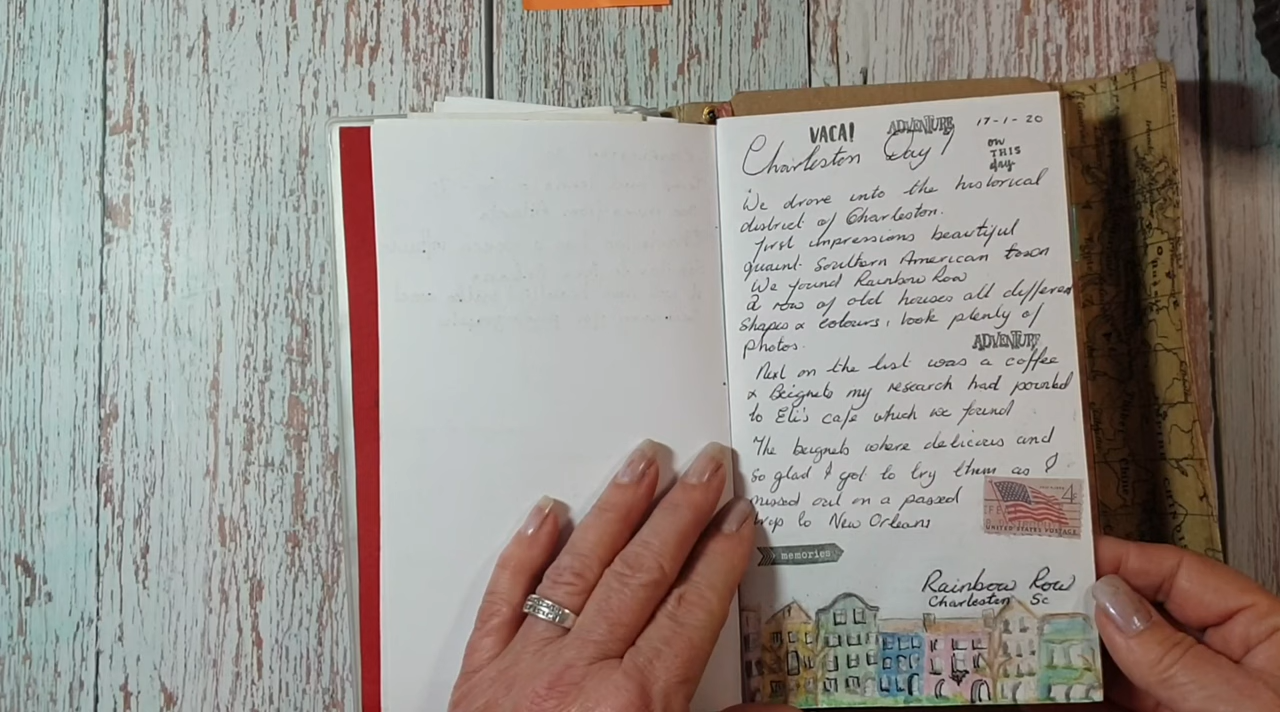 VACA!
ADVENTURE
17-1-20
ON
THIS
day
Charleston Day 1
We drove into the historical
district of Charleston.
first impressions beautiful
quaint Southern American town
We found Rainbow Row
a row of old houses all differen
shapes & colours, took plenty of
photos.
ADVENTURE
Next on the list was a coffee
& Beignets my research had pointed
to Eli's cafe which we found
The beignets where delicious and
so glad I got to try them as I
missed out on a passed
trip to New Orleans
4c
UNITED STATES POSTAGE
memories
Rainbow Row
Charleston Sc